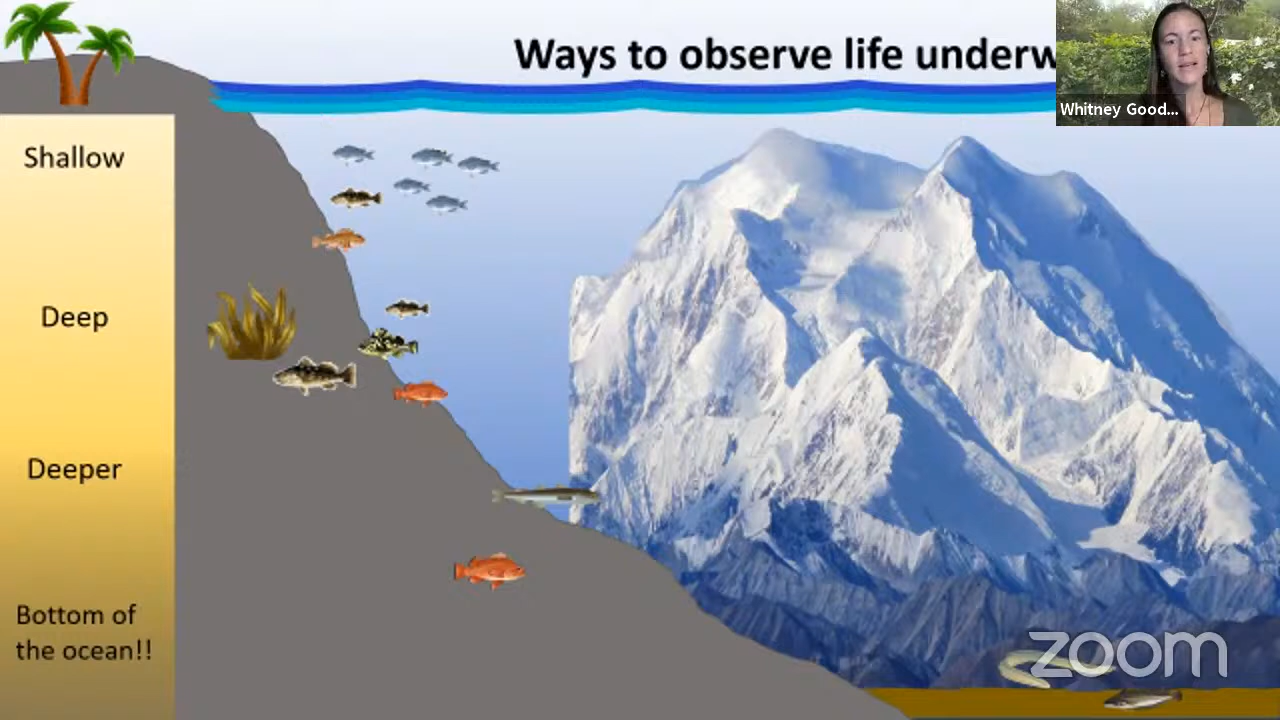 Ways to observe life underw
Whitney Good...
Shallow
Deep
Deeper
Bottom of
the ocean!!
zoom